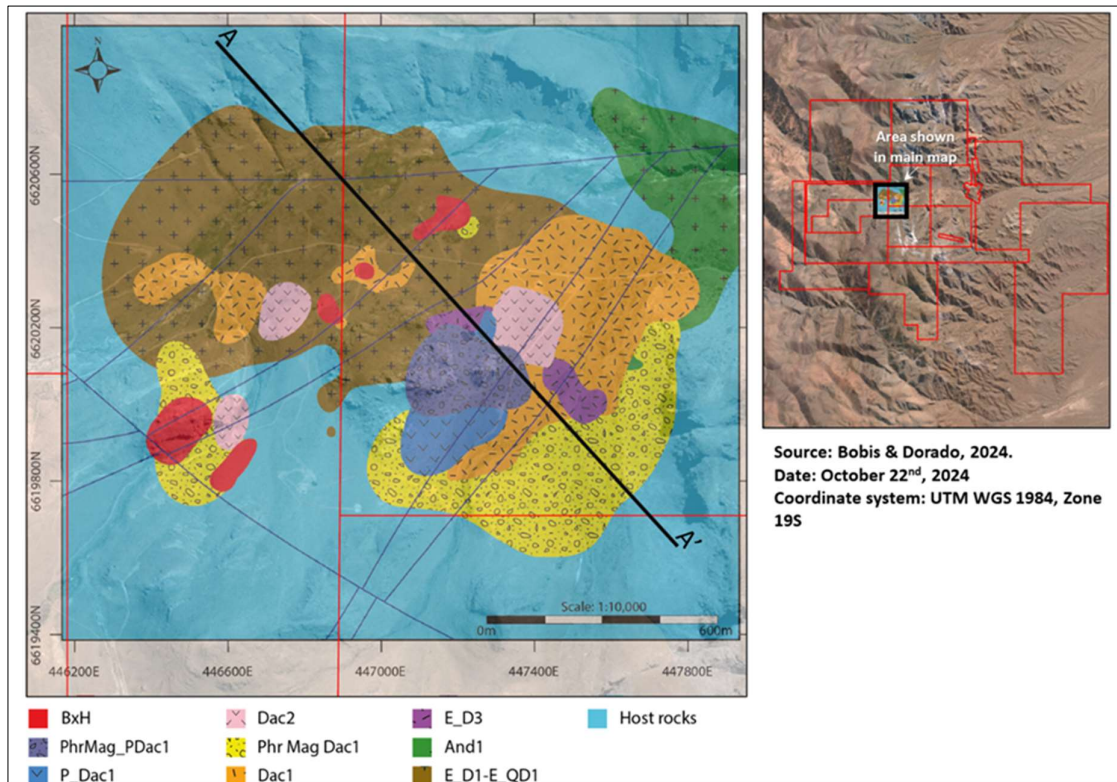 N
A
A'
6620600N
6620200N
6619800N
6619400N
Scale: 1:10,000
0m
600m
446200E
446600E
447000E
447400E
447800E
Area shown
in main map
Source: Bobis & Dorado, 2024.
Date: October 22nd, 2024
Coordinate system: UTM WGS 1984, Zone
19S
BxH
Dac2
E_D3
Host rocks
PhrMag_PDac1
Phr Mag Dac1
And1
P_Dac1
Dac1
E_D1-E_QD1